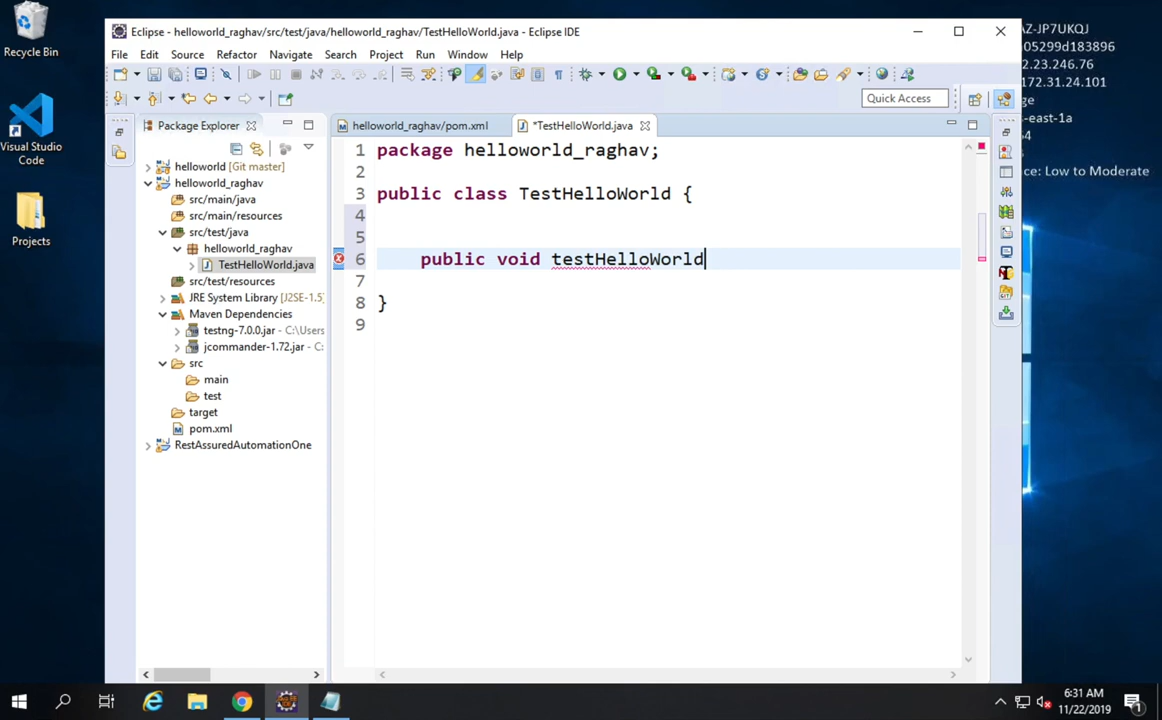 Recycle Bin
Visual Studio
Code
Projects
Eclipse - helloworld_raghav/src/test/java/helloworld_raghav/TestHelloWorld.java - Eclipse IDE
File Edit Source Refactor Navigate Search Project Run Window Help
Quick Access
Package Explorer
helloworld_raghav/pom.xml
*TestHelloWorld.java
helloworld [Git master]
helloworld_raghav
src/main/java
src/main/resources
src/test/java
helloworld_raghav
TestHelloWorld.java
src/test/resources
JRE System Library [J2SE-1.5]
Maven Dependencies
testng-7.0.0.jar - C:\Users
jcommander-1.72.jar - C:
src
main
test
target
pom.xml
RestAssuredAutomationOne
1 package helloworld_raghav;
2
3 public class TestHelloWorld {
4
5
6 public void testHelloWorld
7
8 }
9
AZ-JP7UKQJ
05299d183896
.23.246.76
172.31.24.101
ge
s-east-1a
64
ce: Low to Moderate
6:31 AM
11/22/2019
1